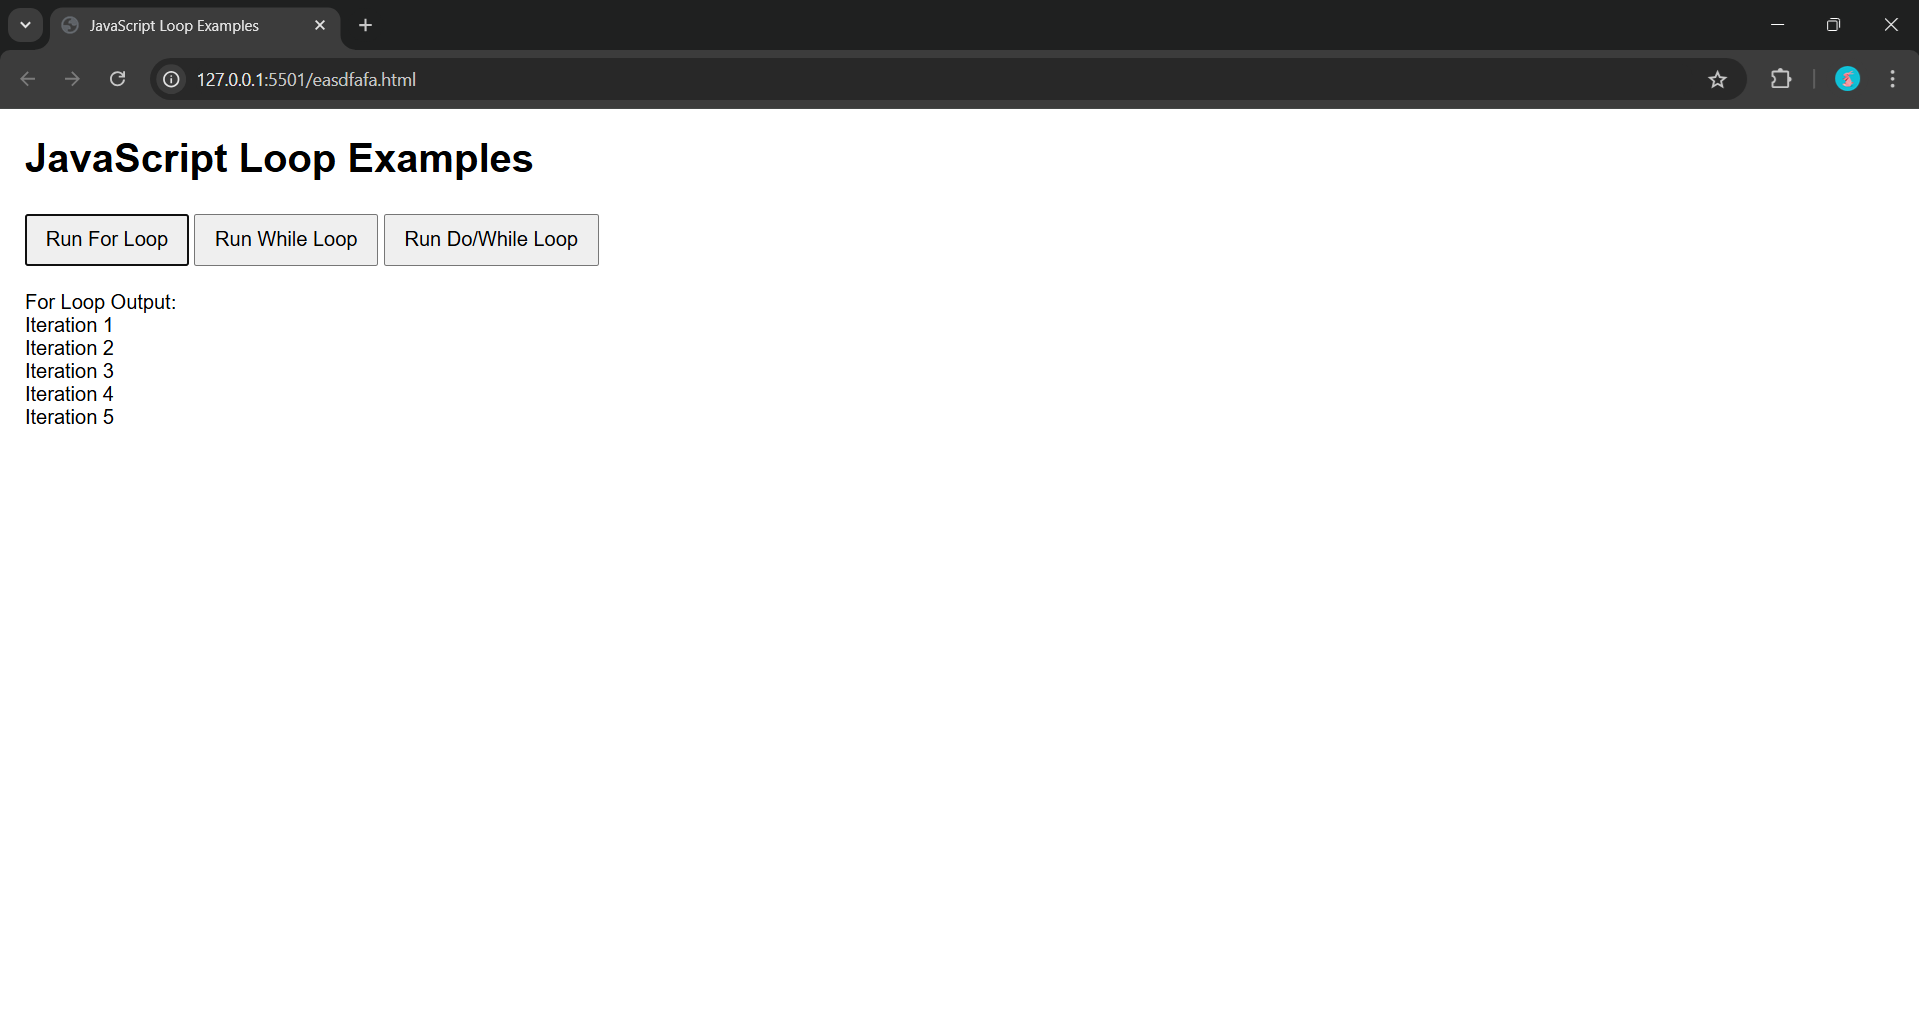 JavaScript Loop Examples
127.0.0.1:5501/easdfafa.html
JavaScript Loop Examples
Run For Loop Run While Loop Run Do/While Loop
For Loop Output:
Iteration 1
Iteration 2
Iteration 3
Iteration 4
Iteration 5